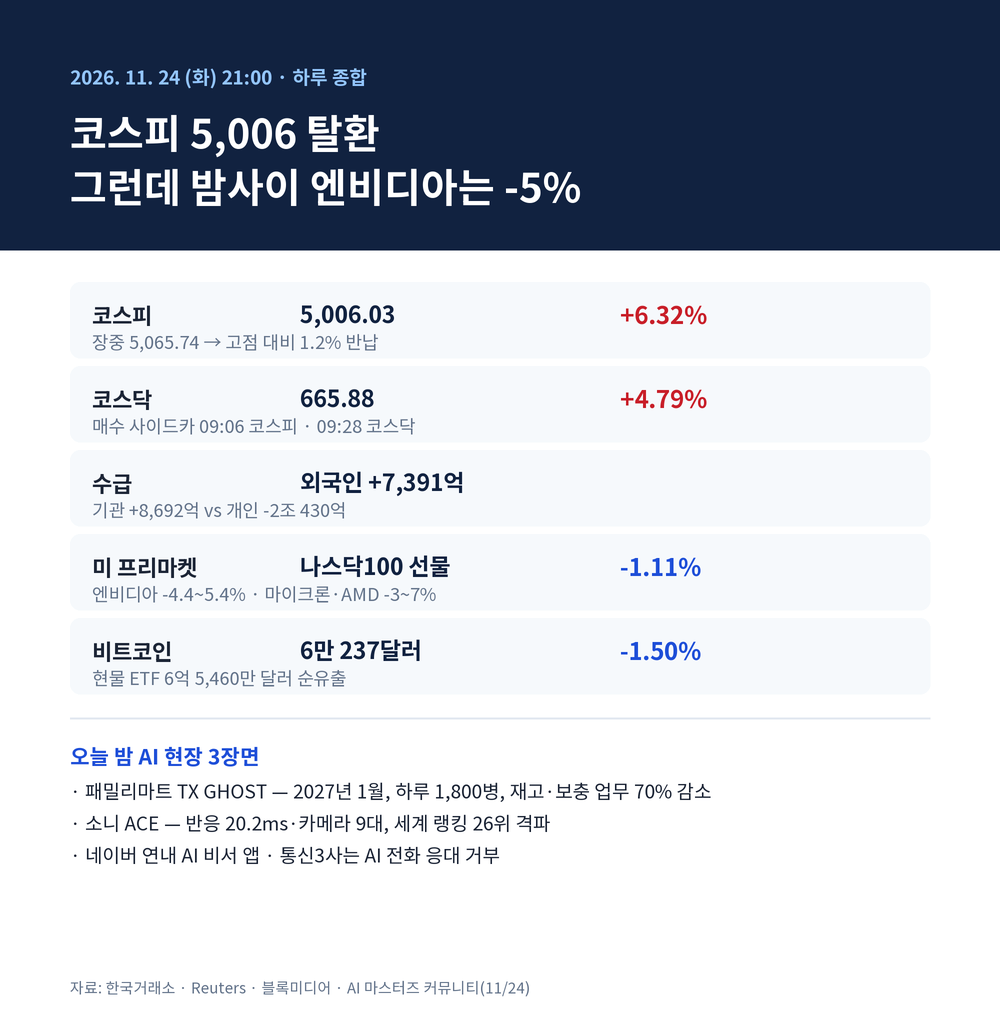 2026. 11. 24 (화) 21:00 · 하루 종합
코스피 5,006 탈환
그런데 밤사이 엔비디아는 -5%
코스피 5,006.03 +6.32%
장중 5,065.74 → 고점 대비 1.2% 반납
코스닥 665.88 +4.79%
매수 사이드카 09:06 코스피 · 09:28 코스닥
수급 외국인 +7,391억
기관 +8,692억 vs 개인 -2조 430억
미 프리마켓 나스닥100 선물 -1.11%
엔비디아 -4.4~5.4% · 마이크론·AMD -3~7%
비트코인 6만 237달러 -1.50%
현물 ETF 6억 5,460만 달러 순유출
오늘 밤 AI 현장 3장면
· 패밀리마트 TX GHOST — 2027년 1월, 하루 1,800병, 재고·보충 업무 70% 감소
· 소니 ACE — 반응 20.2ms·카메라 9대, 세계 랭킹 26위 격파
· 네이버 연내 AI 비서 앱 · 통신3사는 AI 전화 응대 거부
자료: 한국거래소 · Reuters · 블록미디어 · AI 마스터즈 커뮤니티(11/24)